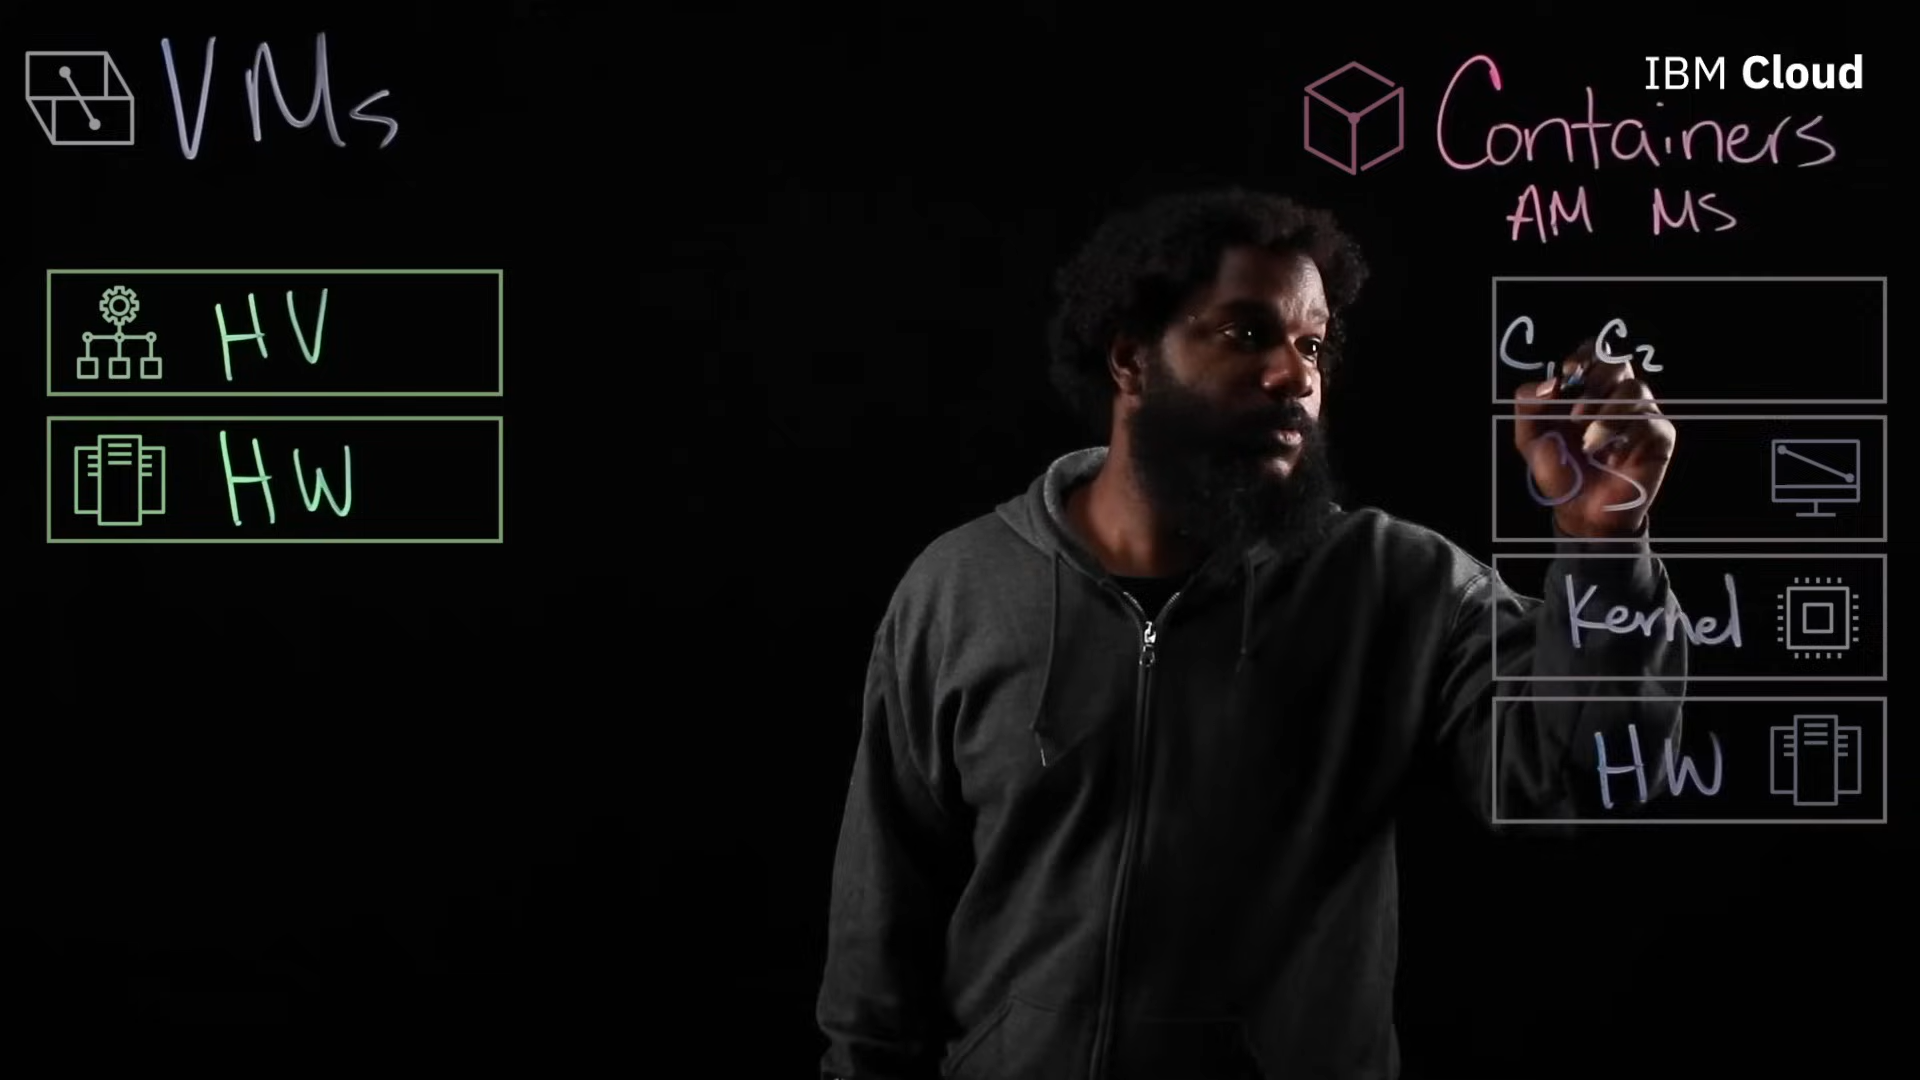 VMs
IBM Cloud
Containers
AM MS
HV
HW
C1 C2
OS
Kernel
HW